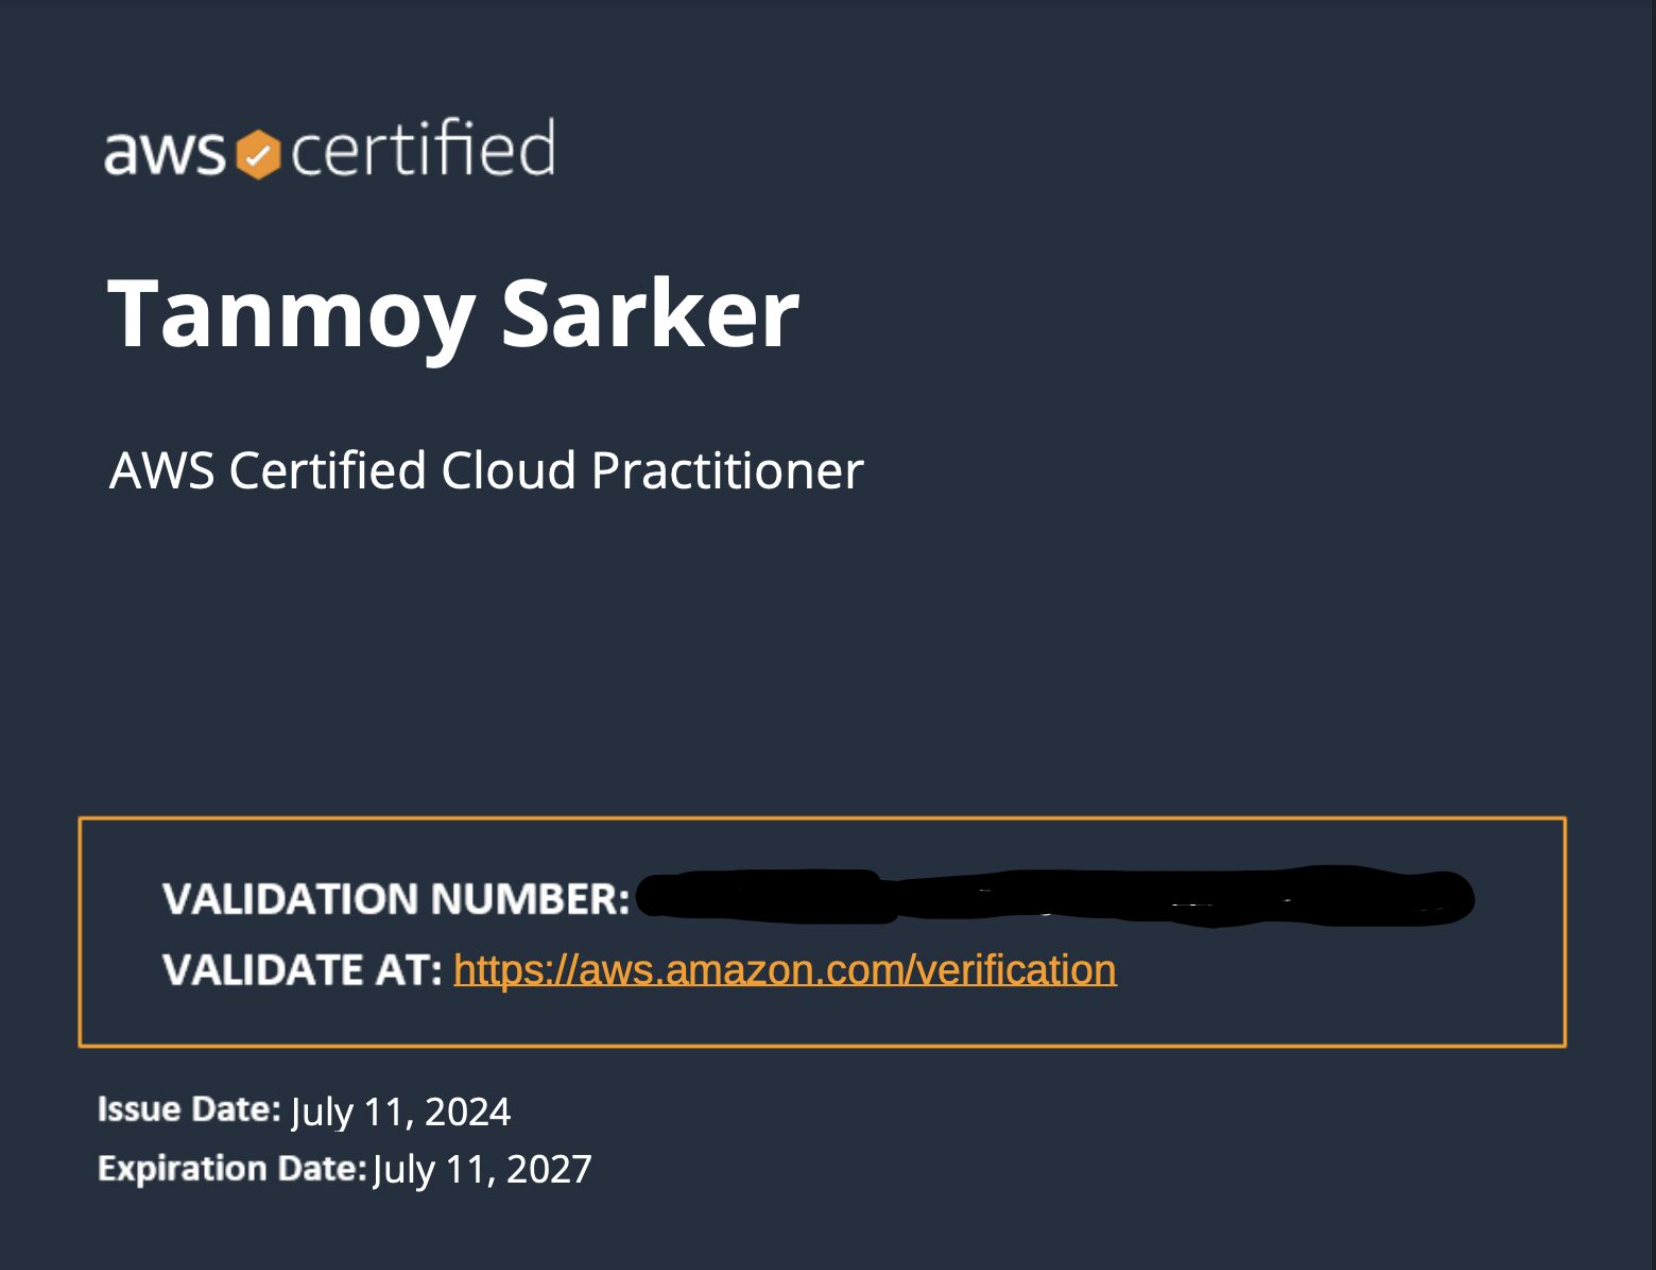 aws certified
Tanmoy Sarker
AWS Certified Cloud Practitioner
VALIDATION NUMBER:
VALIDATE AT: https://aws.amazon.com/verification
Issue Date: July 11, 2024
Expiration Date: July 11, 2027